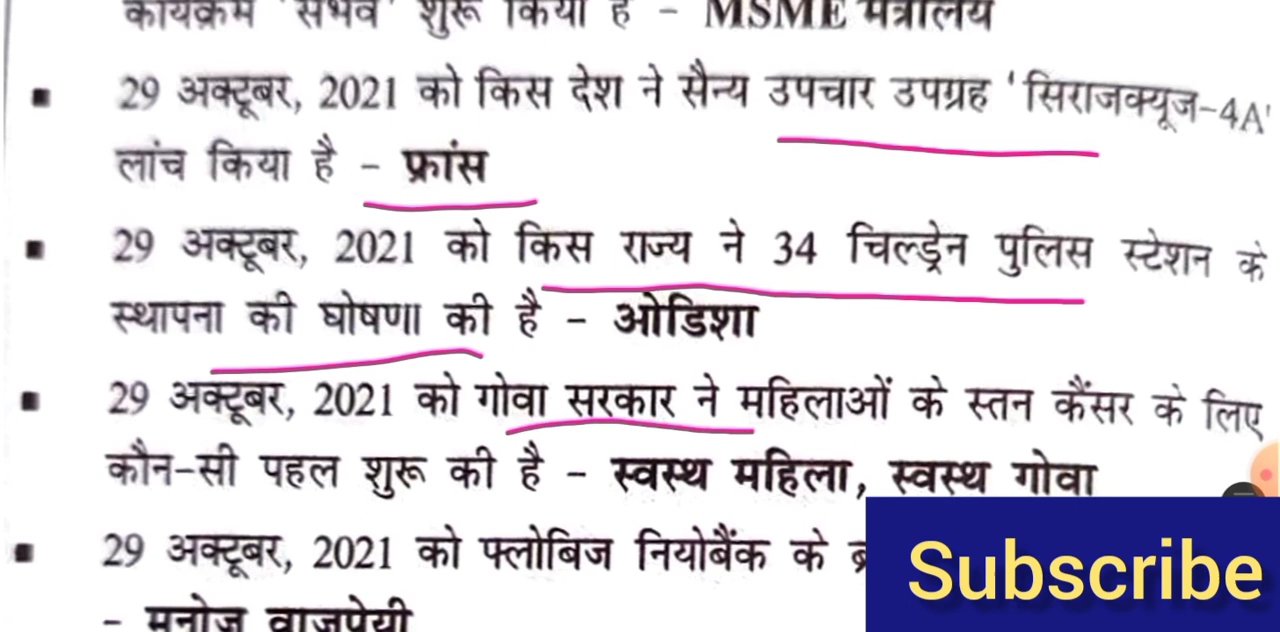 कार्यक्रम 'संभव' शुरू किया है - MSME मंत्रालय
▪ 29 अक्टूबर, 2021 को किस देश ने सैन्य उपचार उपग्रह 'सिराजक्यूज-4A'
लांच किया है - फ्रांस
▪ 29 अक्टूबर, 2021 को किस राज्य ने 34 चिल्ड्रेन पुलिस स्टेशन के
स्थापना की घोषणा की है - ओडिशा
▪ 29 अक्टूबर, 2021 को गोवा सरकार ने महिलाओं के स्तन कैंसर के लिए
कौन-सी पहल शुरू की है - स्वस्थ महिला, स्वस्थ गोवा
▪ 29 अक्टूबर, 2021 को फ्लोबिज नियोबैंक के
- मनोज वाजपेयी
Subscribe